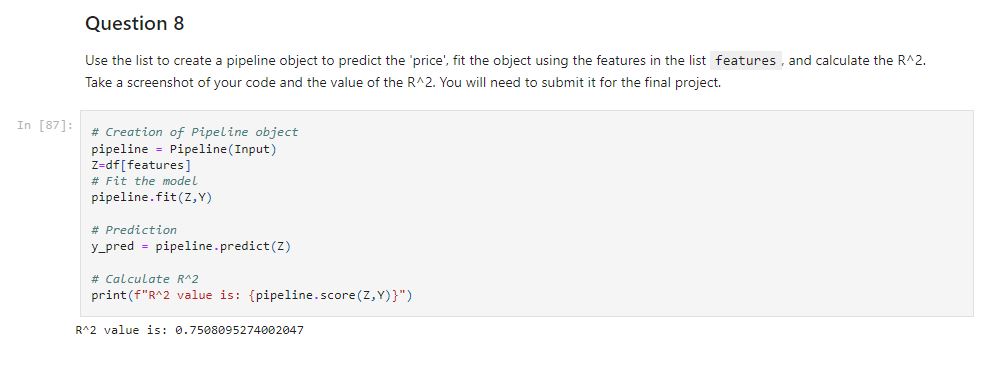 Question 8
Use the list to create a pipeline object to predict the 'price', fit the object using the features in the list features , and calculate the R^2.
Take a screenshot of your code and the value of the R^2. You will need to submit it for the final project.
In [87]:
# Creation of Pipeline object
pipeline = Pipeline(Input)
Z=df[features]
# Fit the model
pipeline.fit(Z,Y)
# Prediction
y_pred = pipeline.predict(Z)
# Calculate R^2
print(f"R^2 value is: {pipeline.score(Z,Y)}")
R^2 value is: 0.7508095274002047